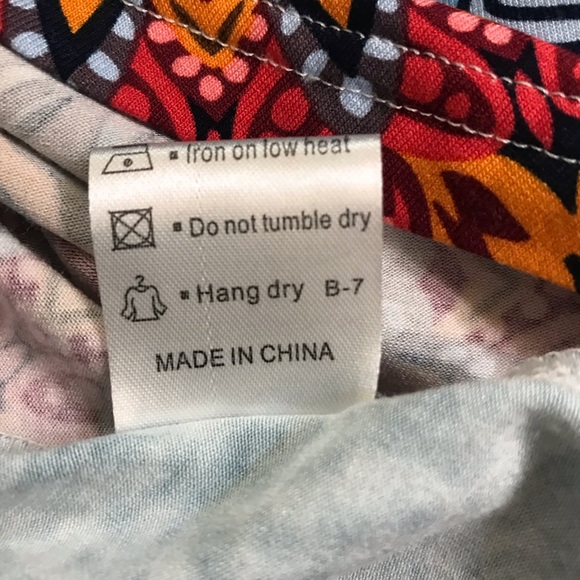 ▪ Iron on low heat
▪ Do not tumble dry
▪ Hang dry B-7
MADE IN CHINA